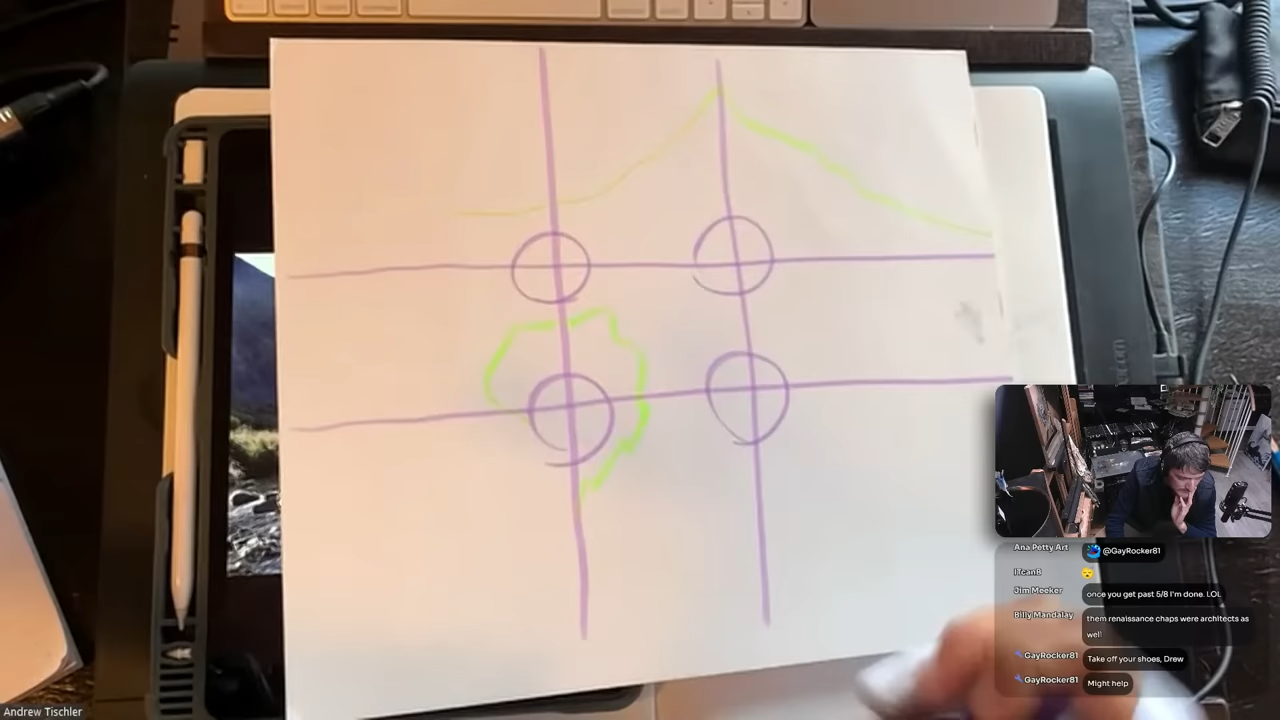 Ana Petty Art
@GayRocker81
ITcanB
Jim Meeker
once you get past 5/8 I'm done. LOL
Billy Mandalay
them renaissance chaps were architects as
well
GayRocker81
Take off your shoes, Drew
GayRocker81
Might help
Andrew Tischler